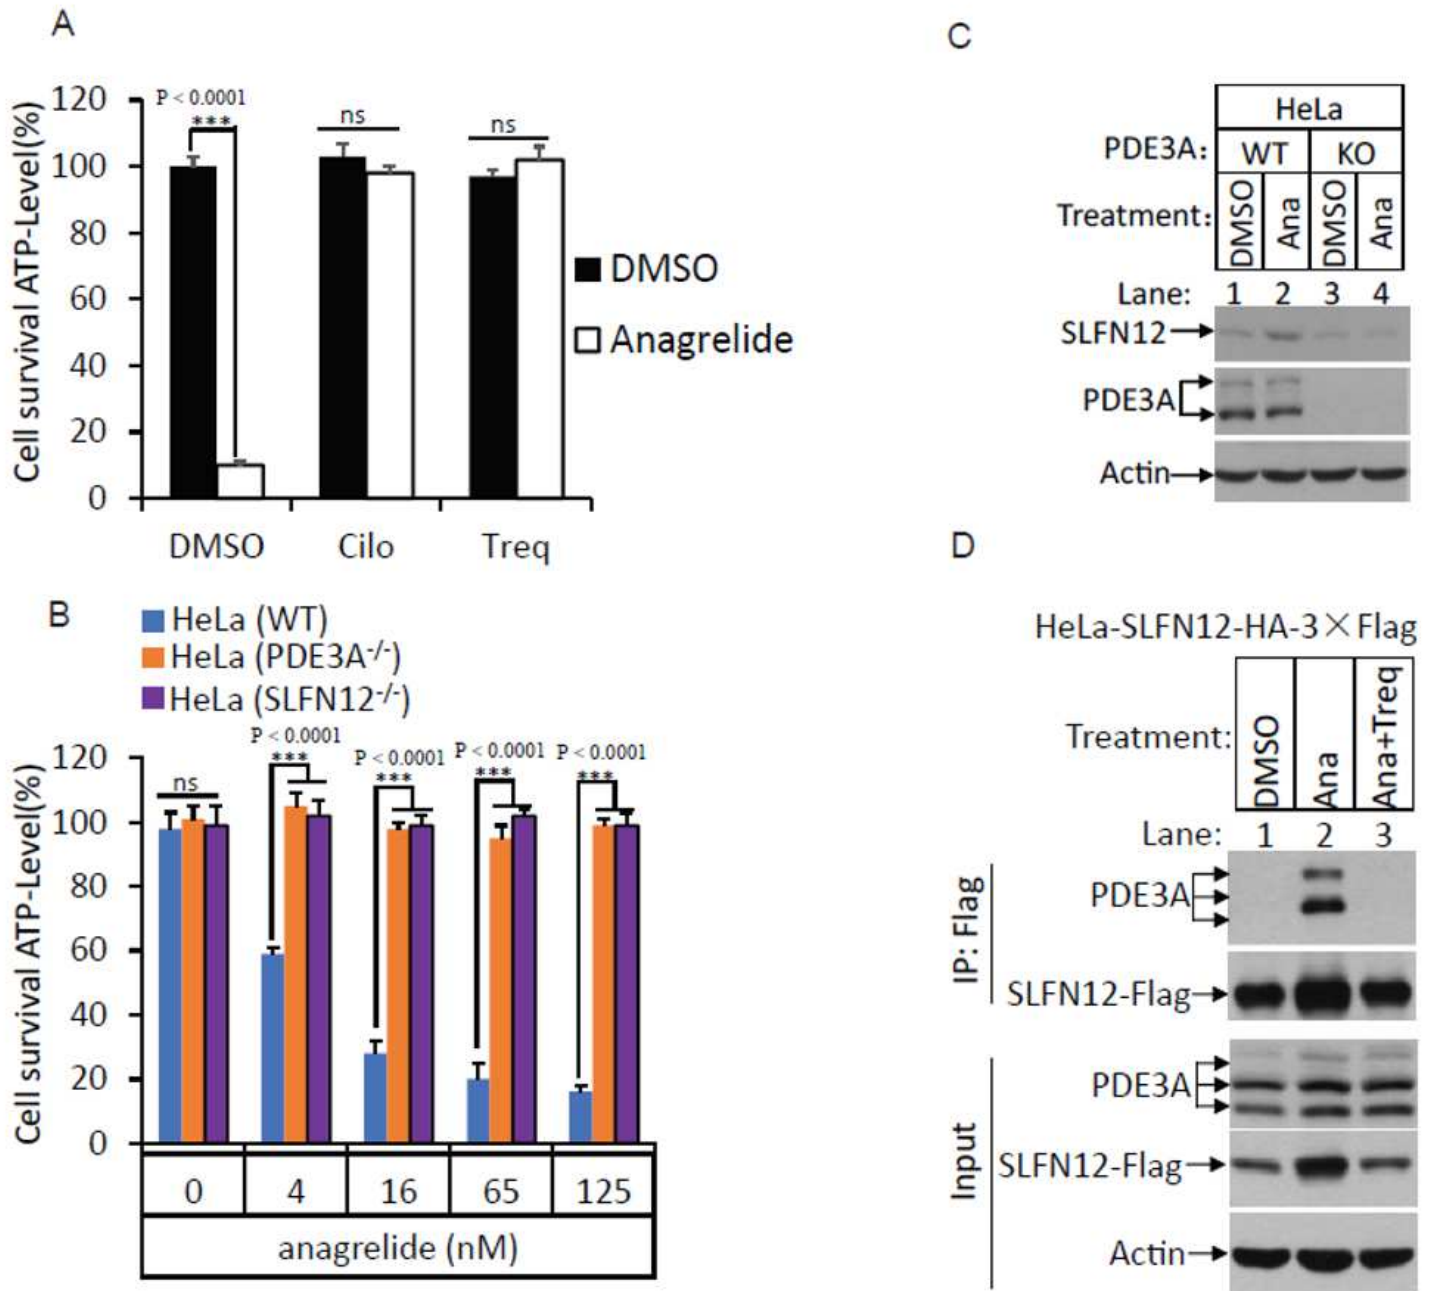 A
120
100
80
60
40
20
0
Cell survival ATP-Level(%)
P < 0.0001
***
ns
ns
DMSO
Anagrelide
DMSO Cilo Treq
B
HeLa (WT)
HeLa (PDE3A-/-)
HeLa (SLFN12-/-)
120
100
80
60
40
20
0
Cell survival ATP-Level(%)
ns
P < 0.0001
***
P < 0.0001
***
P < 0.0001
***
P < 0.0001
***
0 4 16 65 125
anagrelide (nM)
C
HeLa
PDE3A: WT KO
Treatment: DMSO Ana DMSO Ana
Lane: 1 2 3 4
SLFN12
PDE3A
Actin
D
HeLa-SLFN12-HA-3×Flag
Treatment: DMSO Ana Ana+Treq
Lane: 1 2 3
IP: Flag
PDE3A
SLFN12-Flag
Input
PDE3A
SLFN12-Flag
Actin